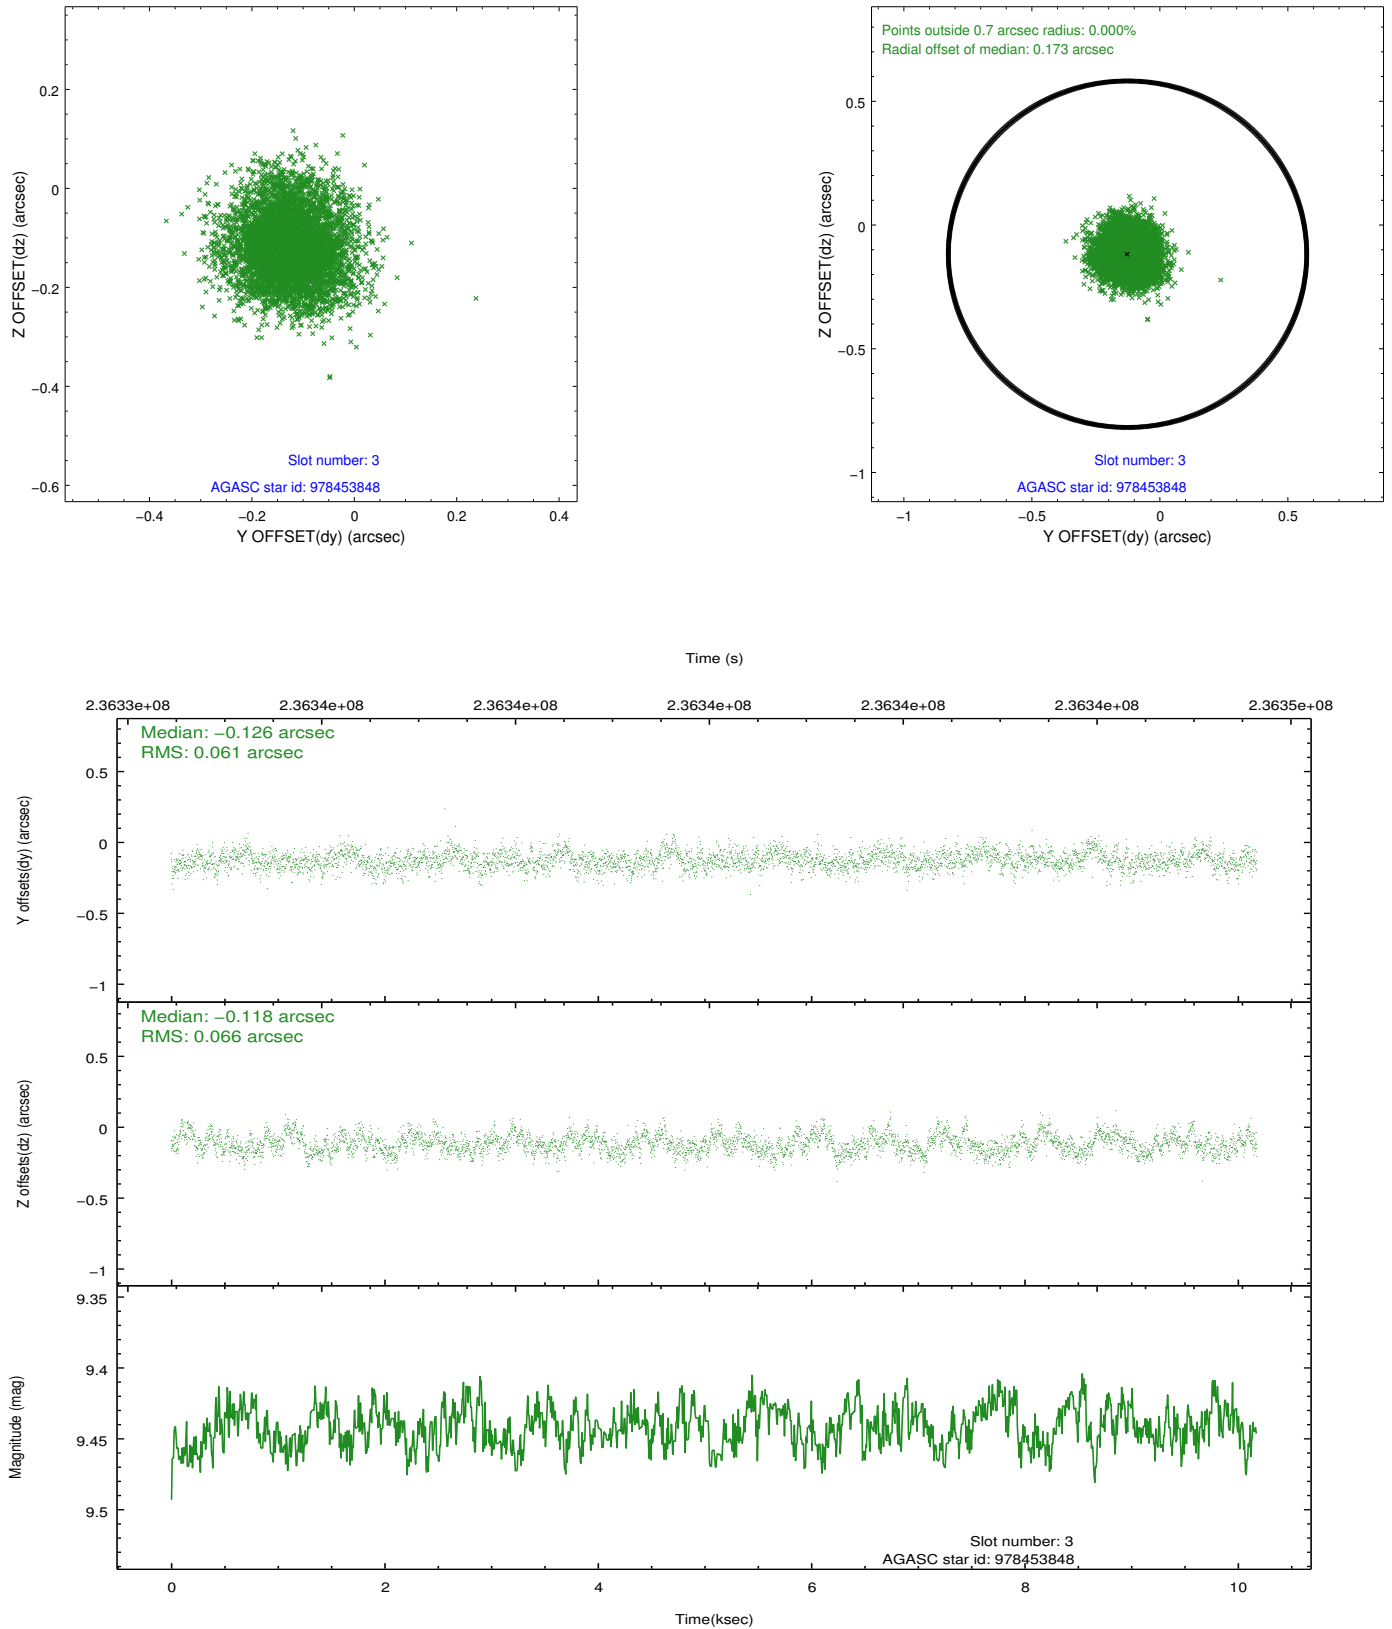 0.2
0
−0.2
−0.4
−0.6
Z OFFSET(dz) (arcsec)
Slot number: 3
AGASC star id: 978453848
−0.4
−0.2
0
0.2
0.4
Y OFFSET(dy) (arcsec)
Points outside 0.7 arcsec radius: 0.000%
Radial offset of median: 0.173 arcsec
0.5
0
−0.5
−1
Z OFFSET(dz) (arcsec)
Slot number: 3
AGASC star id: 978453848
−1
−0.5
0
0.5
Y OFFSET(dy) (arcsec)
Time (s)
2.3633e+08
2.3634e+08
2.3634e+08
2.3634e+08
2.3634e+08
2.3634e+08
2.3635e+08
Median: −0.126 arcsec
RMS: 0.061 arcsec
0.5
0
−0.5
−1
Y offsets(dy) (arcsec)
Median: −0.118 arcsec
RMS: 0.066 arcsec
0.5
0
−0.5
−1
Z offsets(dz) (arcsec)
9.35
9.4
9.45
9.5
Magnitude (mag)
Slot number: 3
AGASC star id: 978453848
0
2
4
6
8
10
Time(ksec)